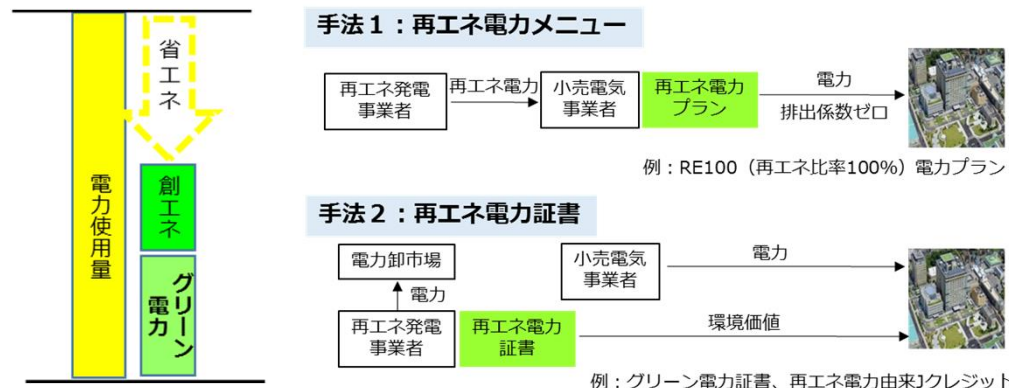 電力使用量
省エネ
創エネ
グリーン
電力
手法1：再エネ電力メニュー
再エネ発電
事業者
再エネ電力
小売電気
事業者
再エネ電力
プラン
電力
排出係数ゼロ
例：RE100（再エネ比率100%）電力プラン
手法2：再エネ電力証書
電力卸市場
電力
再エネ発電
事業者
再エネ電力
証書
小売電気
事業者
電力
環境価値
例：グリーン電力証書、再エネ電力由来Jクレジット